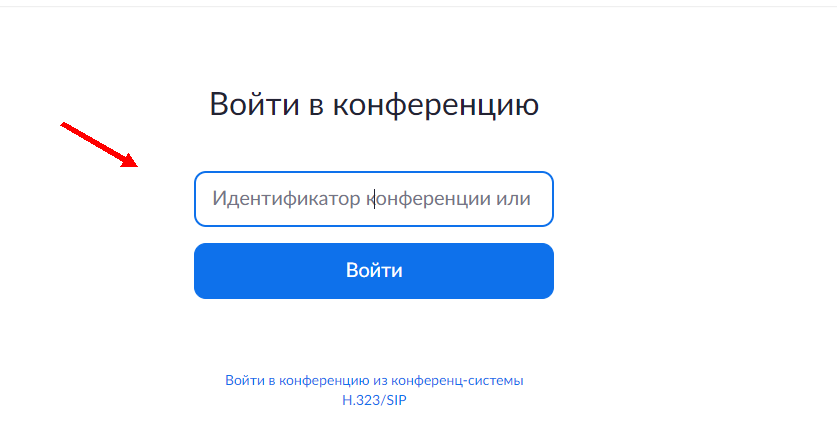 Войти в конференцию
Идентификатор конференции или
Войти
Войти в конференцию из конференц-системы
H.323/SIP